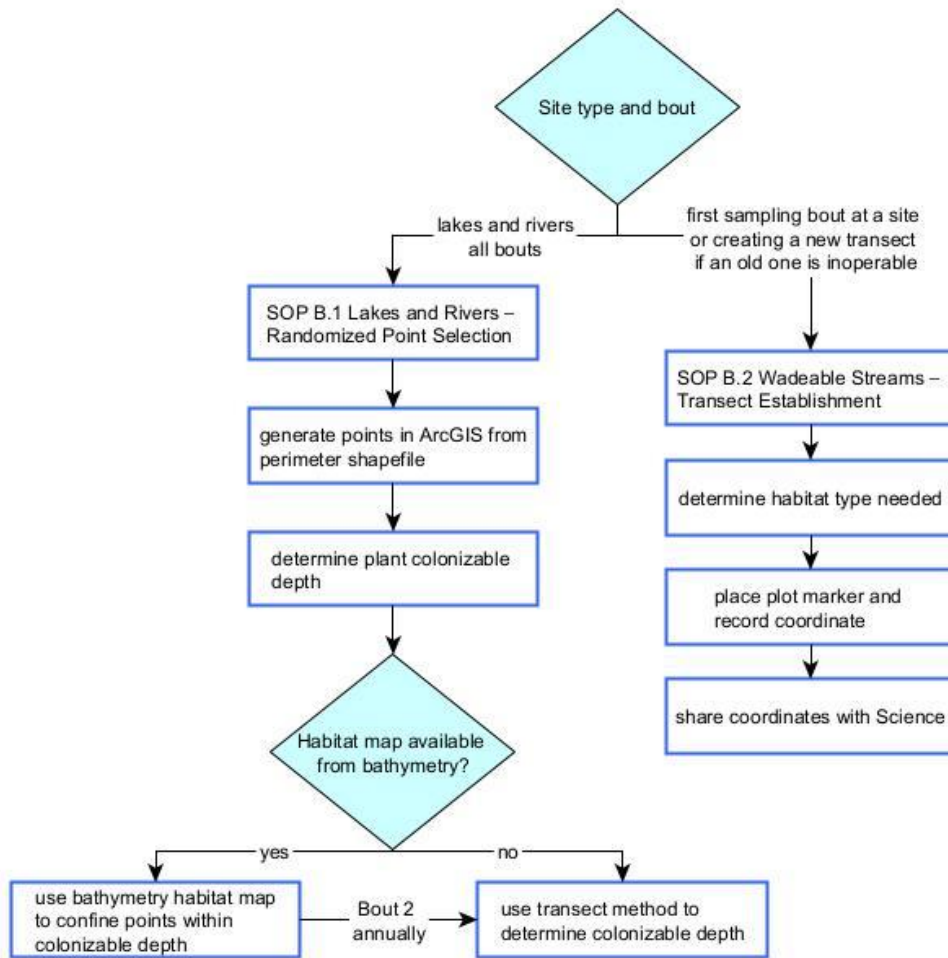 Site type and bout
lakes and rivers
all bouts
first sampling bout at a site
or creating a new transect
if an old one is inoperable
SOP B.1 Lakes and Rivers –
Randomized Point Selection
generate points in ArcGIS from
perimeter shapefile
determine plant colonizable
depth
Habitat map available
from bathymetry?
yes
no
use bathymetry habitat map
to confine points within
colonizable depth
Bout 2
annually
use transect method to
determine colonizable depth
SOP B.2 Wadeable Streams –
Transect Establishment
determine habitat type needed
place plot marker and
record coordinate
share coordinates with Science